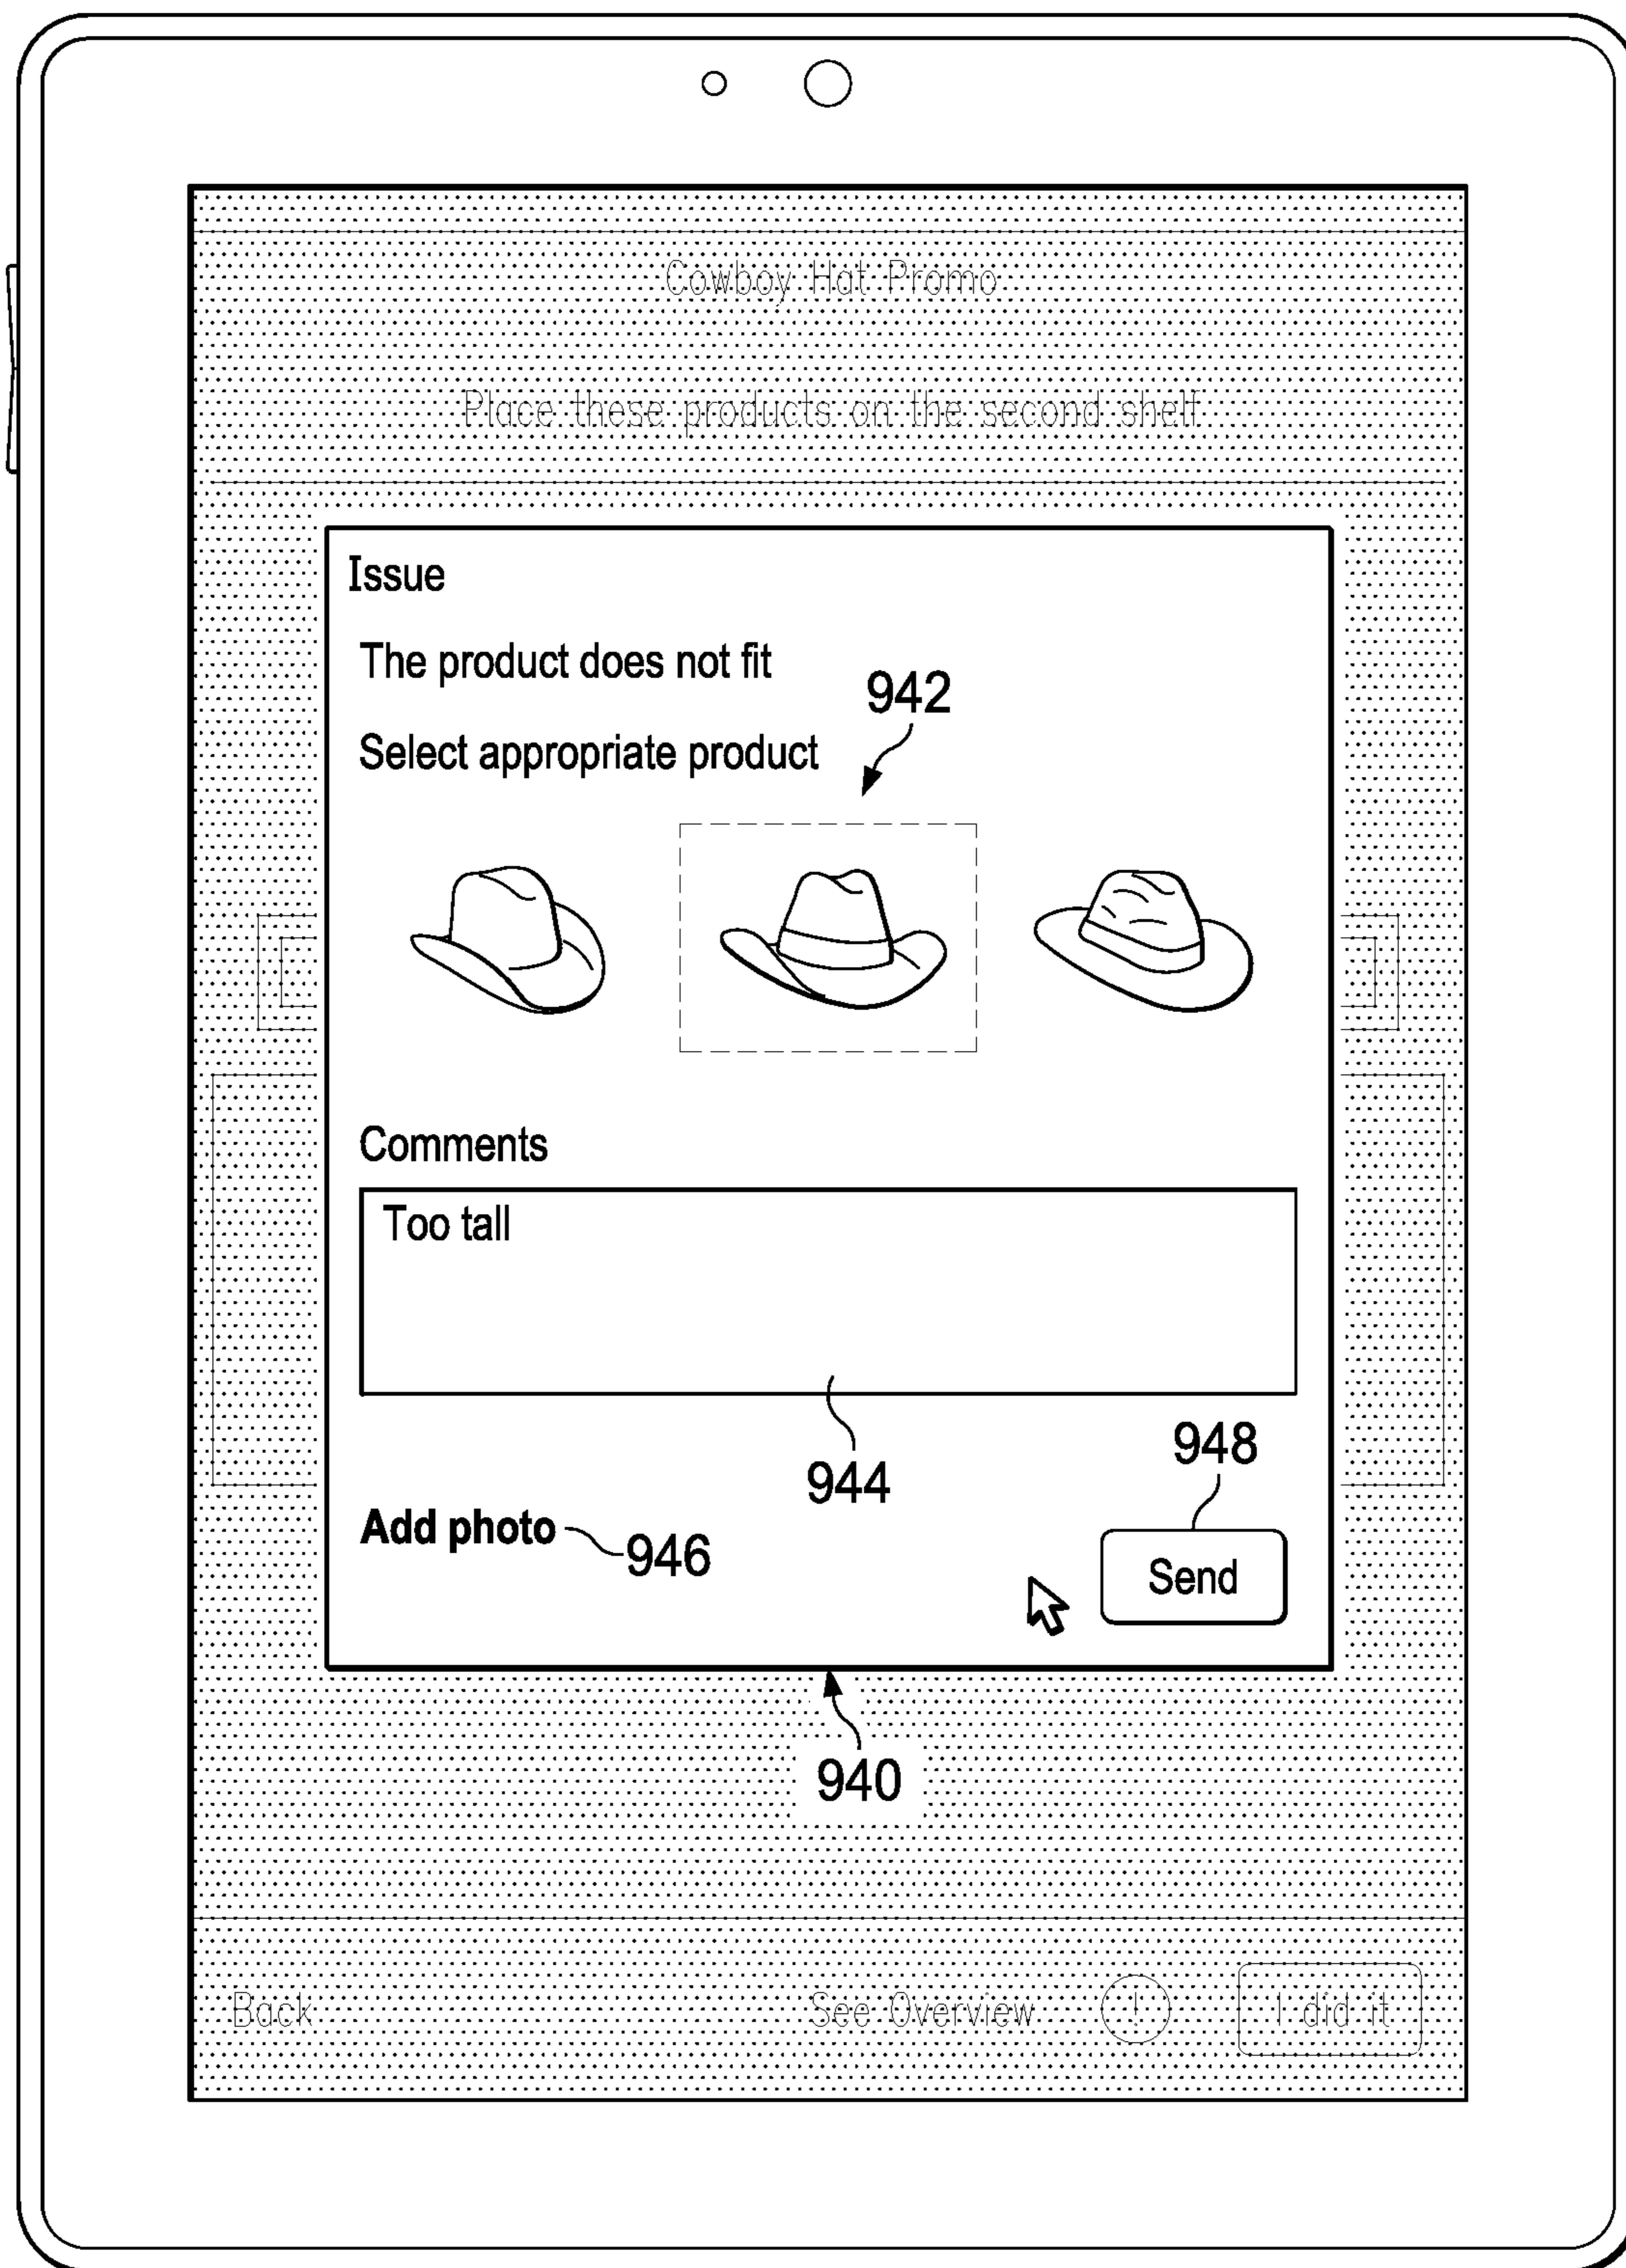 Cowboy Hat Promo
Place these products on the second shelf
Issue
The product does not fit
942
Select appropriate product
Comments
Too tall
944
948
Add photo
946
Send
940
Back
See Overview
!
I did it